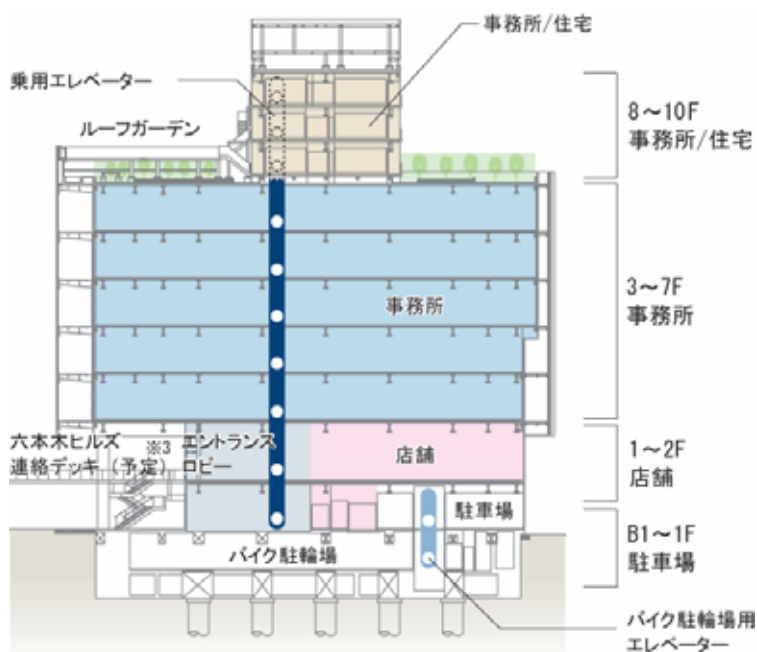 事務所/住宅
乗用エレベーター
ルーフガーデン
8～10F
事務所/住宅
3～7F
事務所
事務所
六本木ヒルズ ※3
連絡デッキ（予定）
エントランス
ロビー
店舗
1～2F
店舗
駐車場
B1～1F
駐車場
バイク駐輪場
バイク駐輪場用
エレベーター